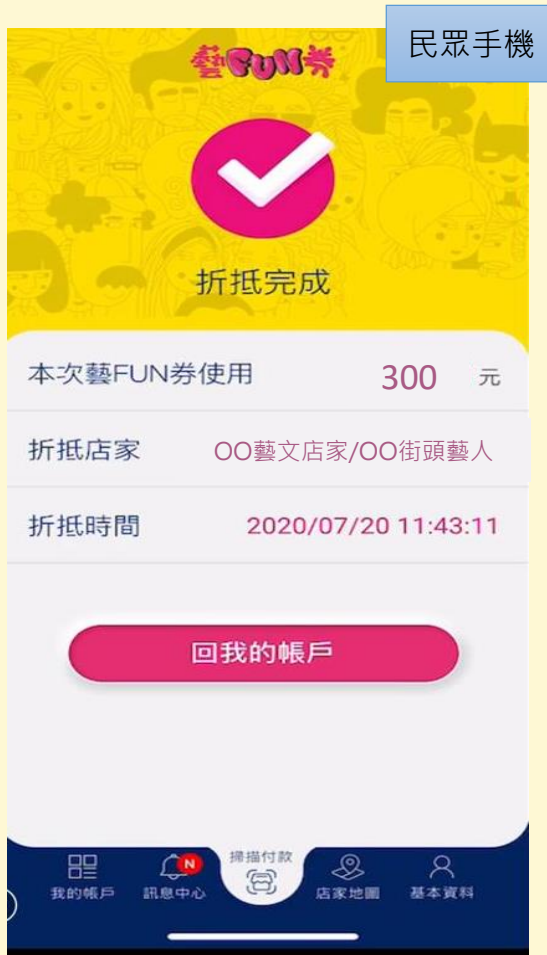 民眾手機
藝FUN券
折抵完成
本次藝FUN券使用 300 元
折抵店家 OO藝文店家/OO街頭藝人
折抵時間 2020/07/20 11:43:11
回我的帳戶
N
掃描付款
我的帳戶 訊息中心 店家地圖 基本資料